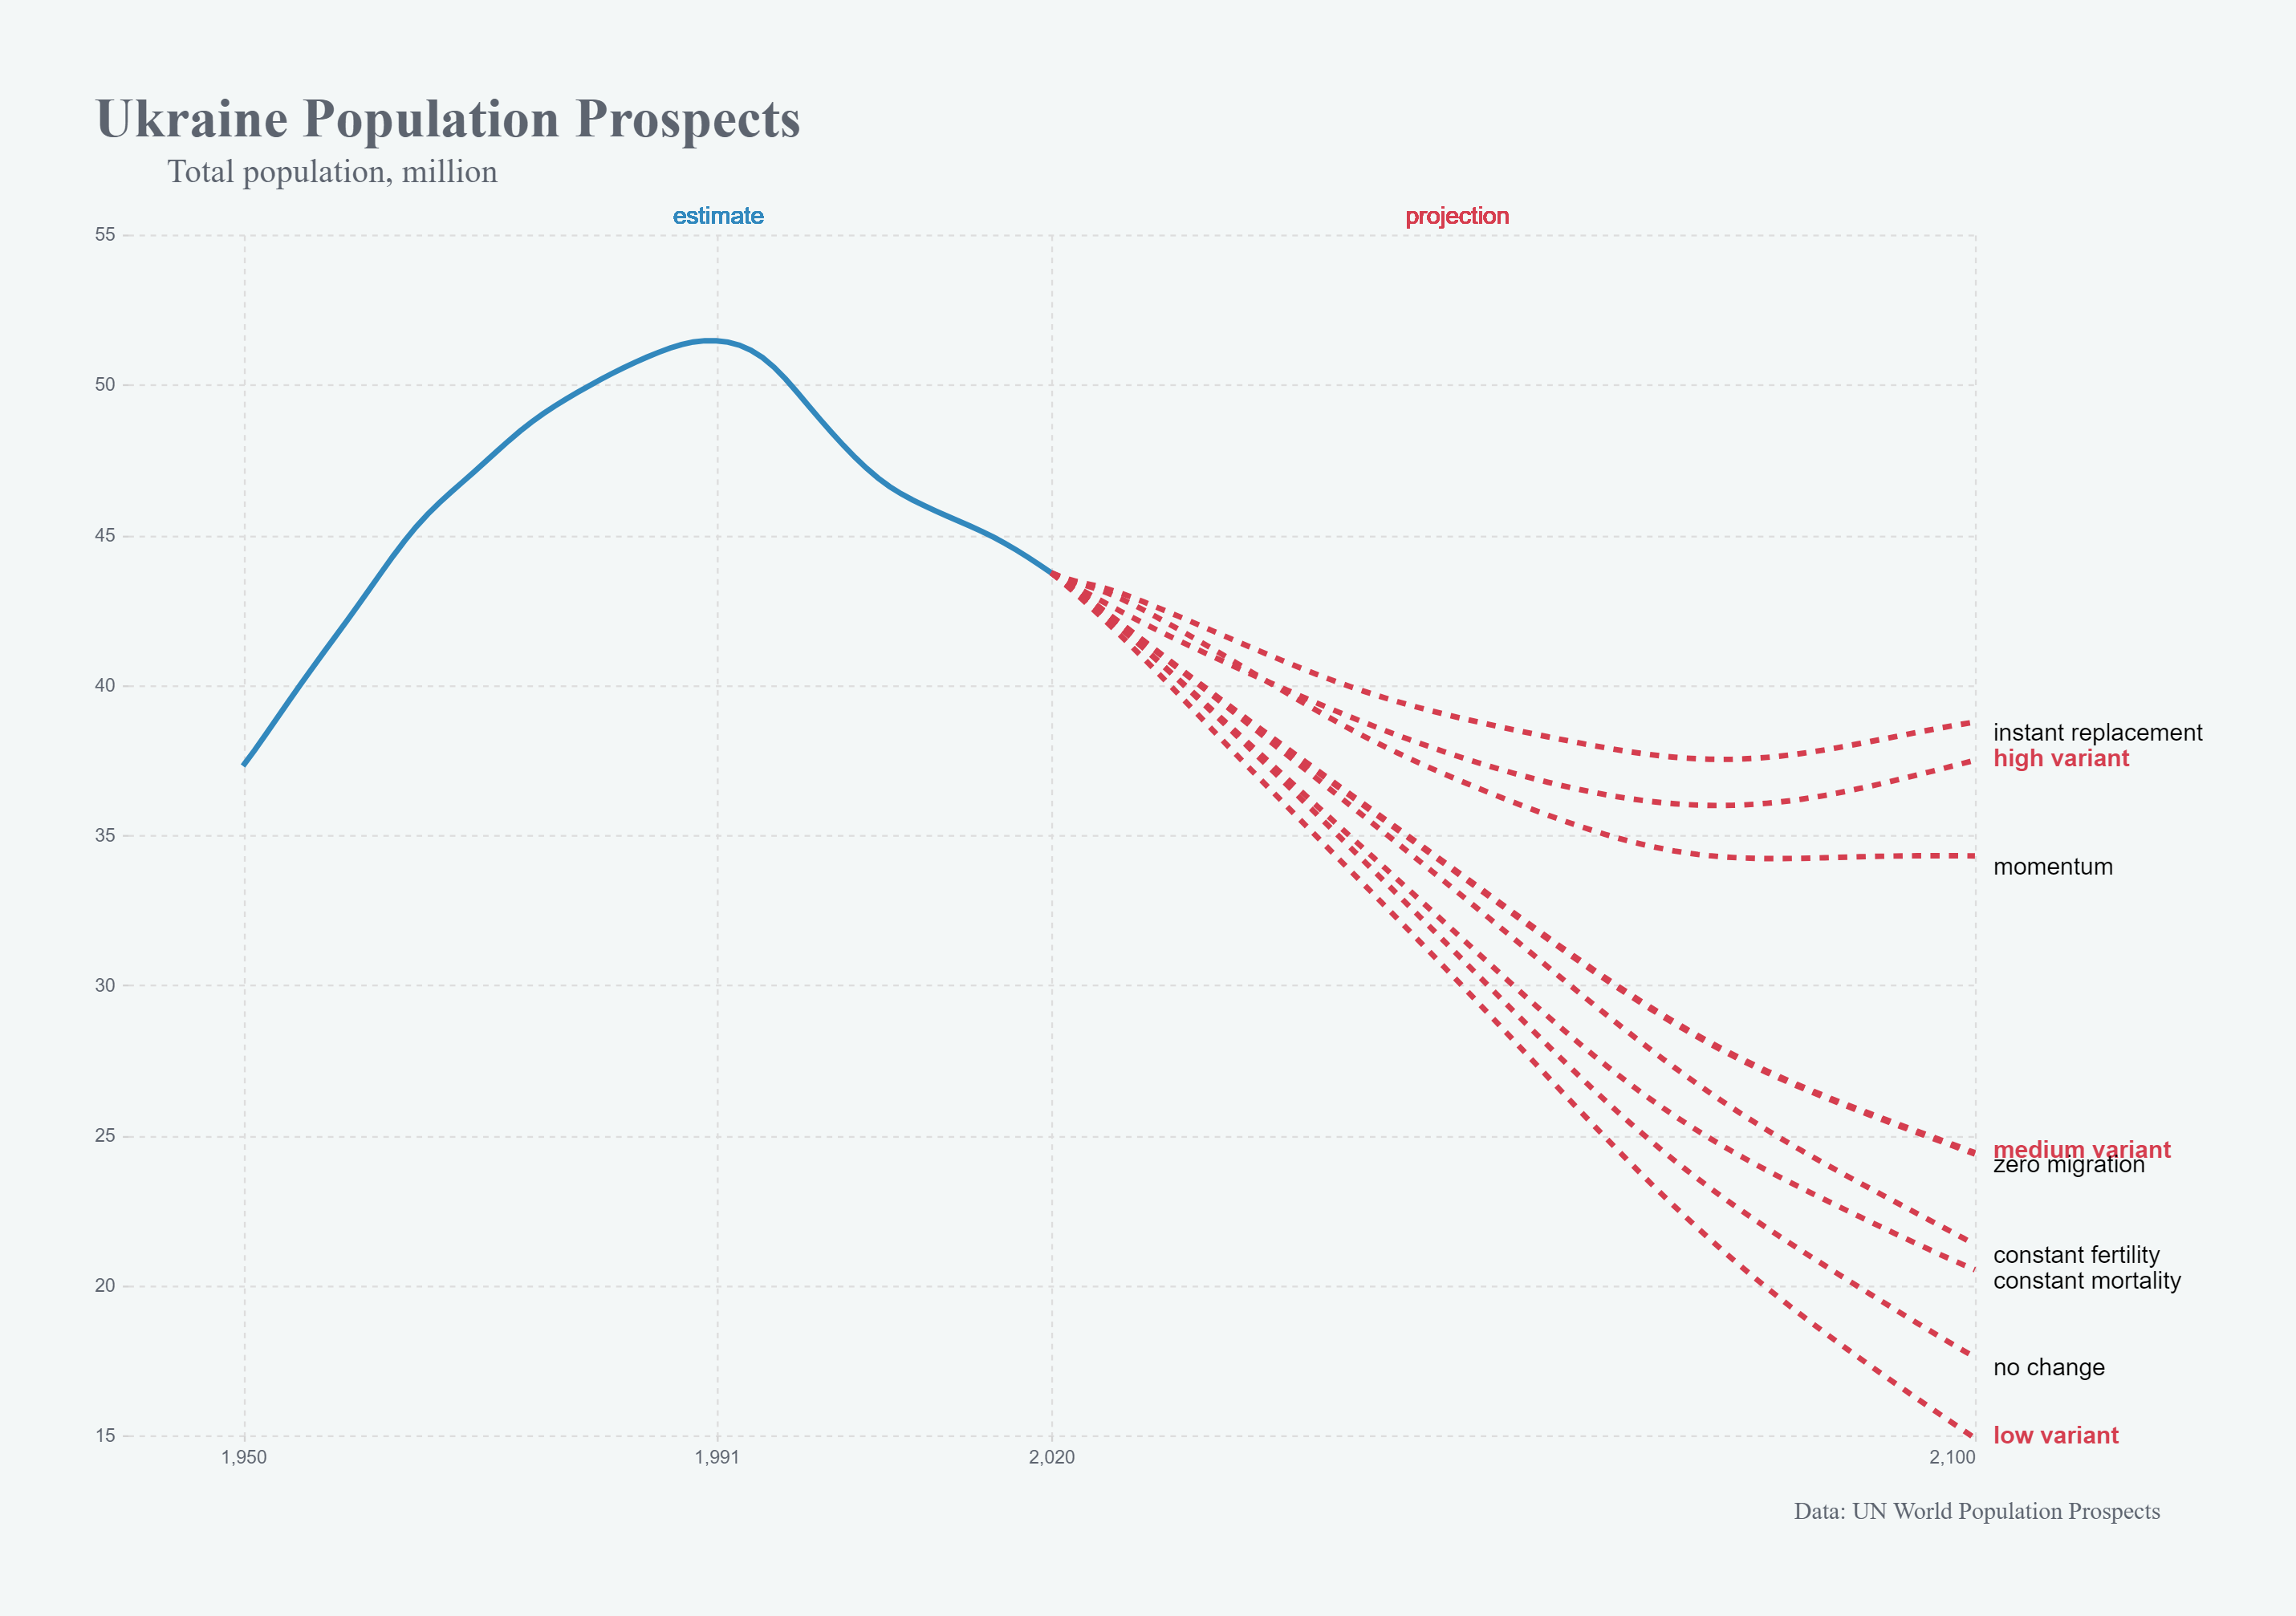 Ukraine Population Prospects
Total population, million
estimate
projection
55
50
45
40
35
30
25
20
15
instant replacement
high variant
momentum
medium variant
zero migration
constant fertility
constant mortality
no change
low variant
1,950
1,991
2,020
2,100
Data: UN World Population Prospects